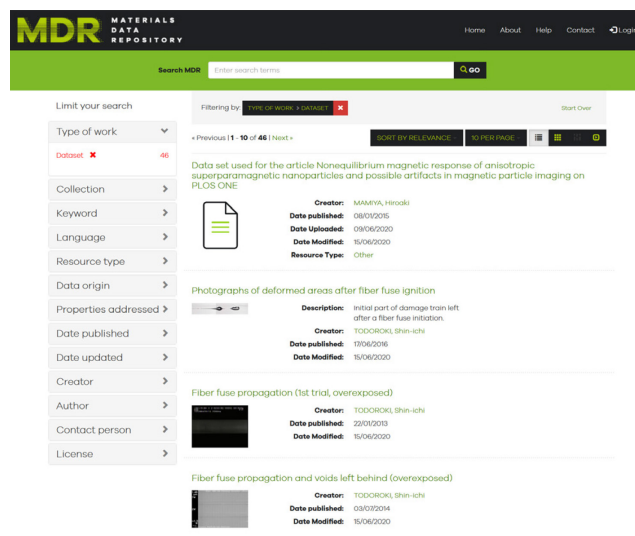 MDR MATERIALS
DATA
REPOSITORY
Home About Help Contact Login
Search MDR Enter search terms GO
Limit your search
Type of work
Dataset ✖ 46
Collection
Keyword
Language
Resource type
Data origin
Properties addressed
Date published
Date updated
Creator
Author
Contact person
License
Filtering by: TYPE OF WORK > DATASET ✖ Start Over
« Previous | 1 - 10 of 46 | Next » SORT BY RELEVANCE 10 PER PAGE
Data set used for the article Nonequilibrium magnetic response of anisotropic
superparamagnetic nanoparticles and possible artifacts in magnetic particle imaging on
PLOS ONE
Creator: MAMIYA, Hiroaki
Date published: 08/01/2015
Date Uploaded: 09/06/2020
Date Modified: 15/06/2020
Resource Type: Other
Photographs of deformed areas after fiber fuse ignition
Description: Initial part of damage train left
after a fiber fuse initiation.
Creator: TODOROKI, Shin-ichi
Date published: 17/06/2016
Date Modified: 15/06/2020
Fiber fuse propagation (1st trial, overexposed)
Creator: TODOROKI, Shin-ichi
Date published: 22/01/2013
Date Modified: 15/06/2020
Fiber fuse propagation and voids left behind (overexposed)
Creator: TODOROKI, Shin-ichi
Date published: 03/07/2014
Date Modified: 15/06/2020